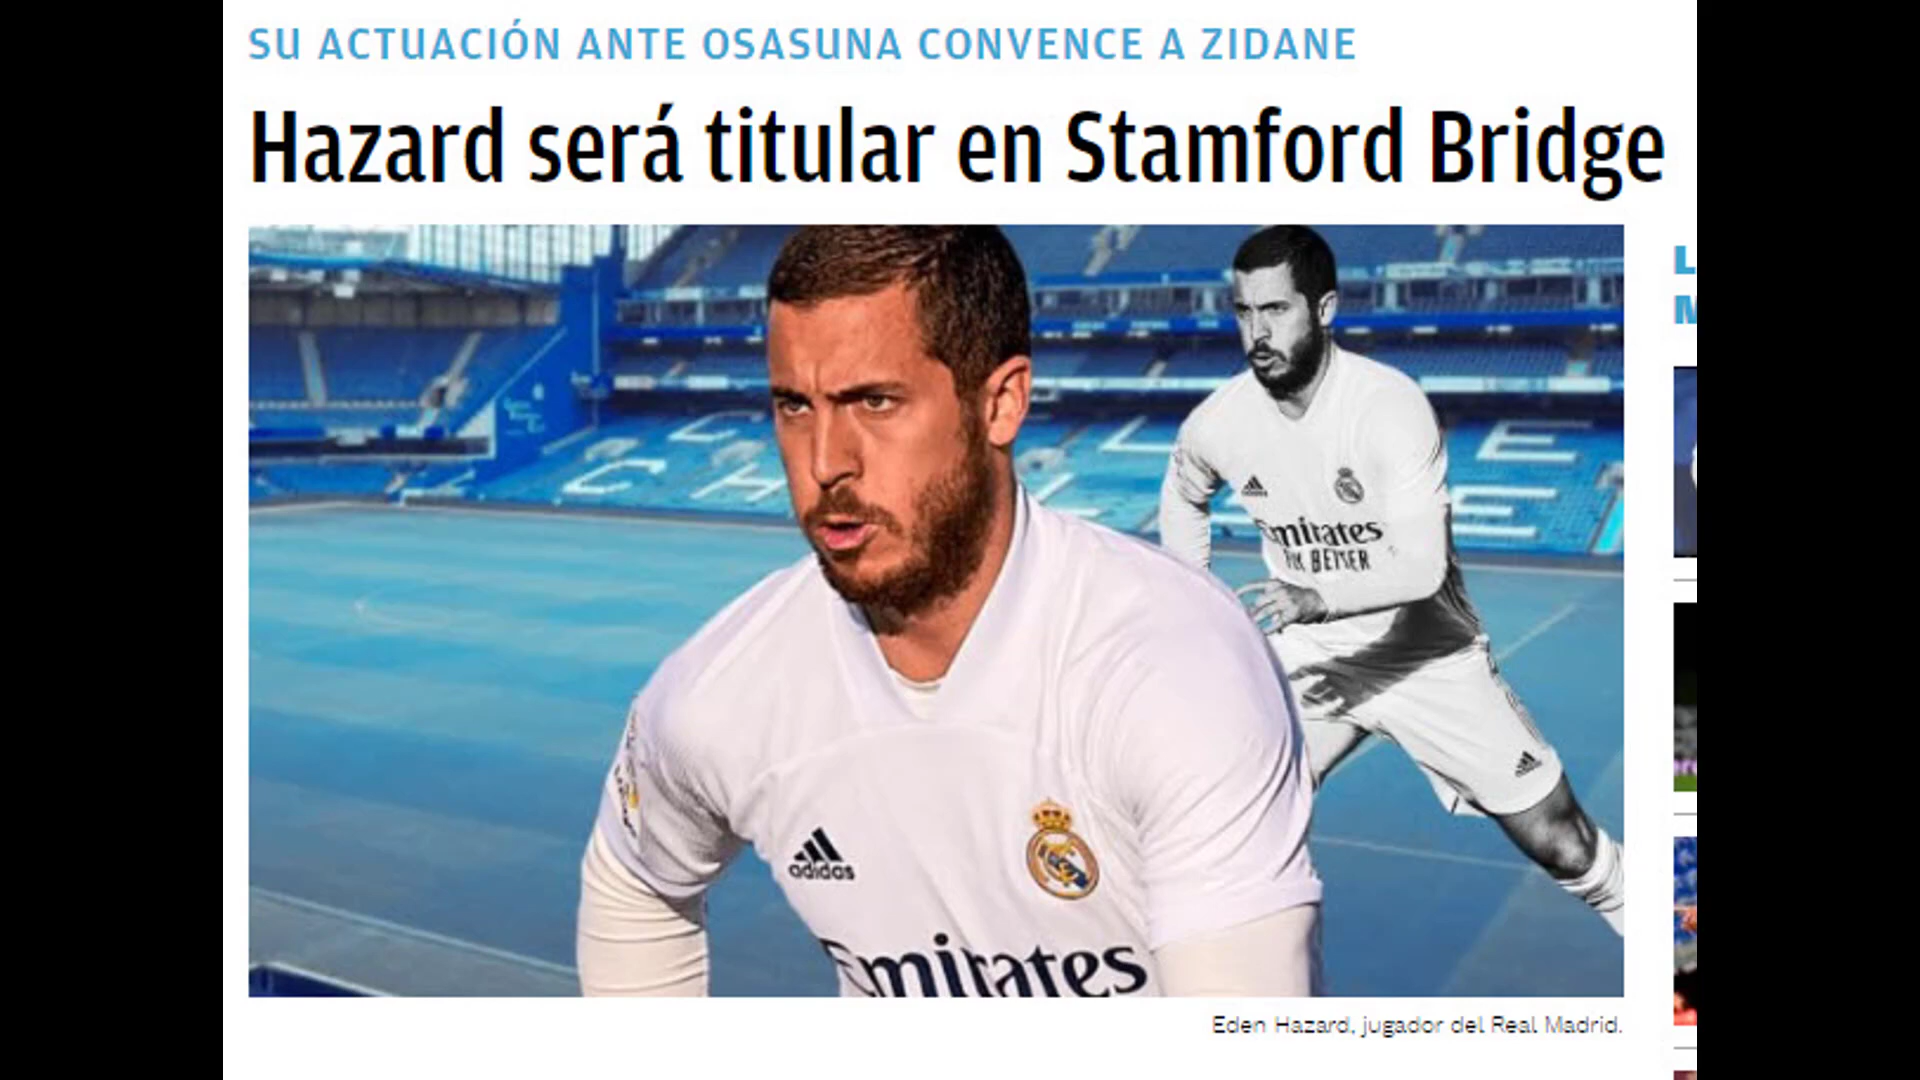 SU ACTUACIÓN ANTE OSASUNA CONVENCE A ZIDANE
Hazard será titular en Stamford Bridge
L
M
C L E
C H L E
adidas
Emirates
Emirates
FLY BETTER
Eden Hazard, jugador del Real Madrid.